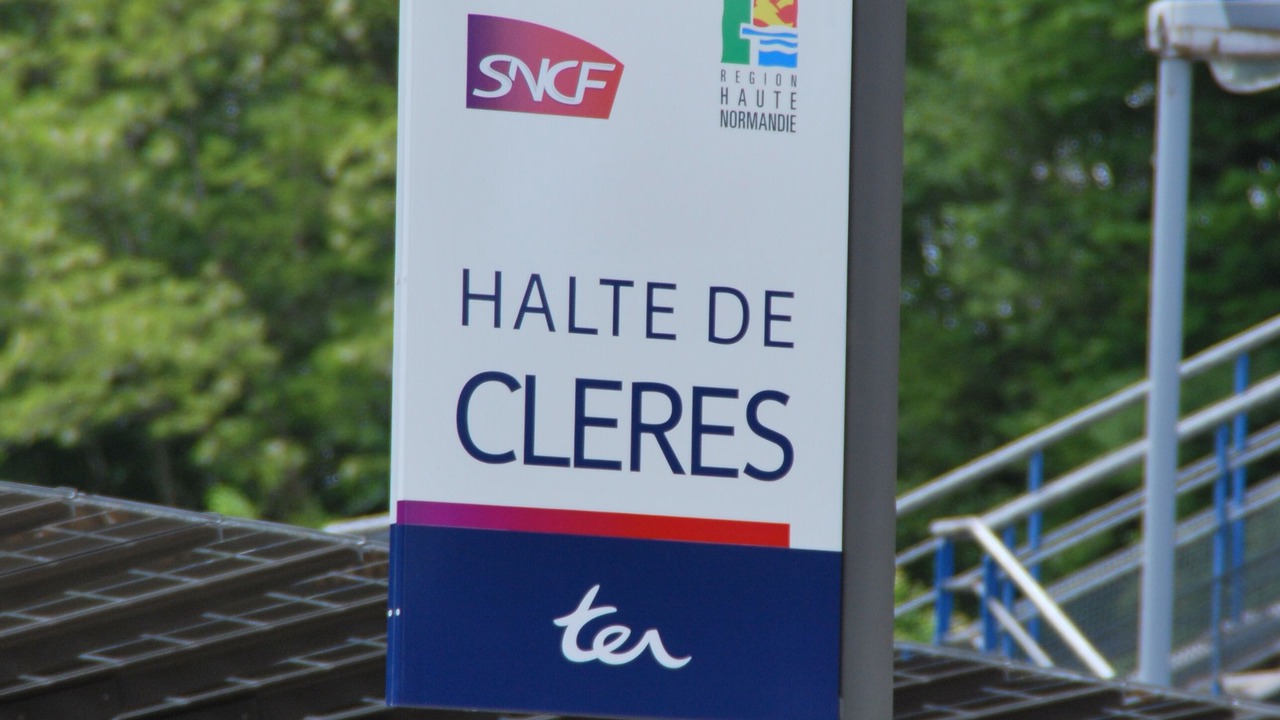 SNCF
REGION
HAUTE
NORMANDIE
HALTE DE
CLERES
ter